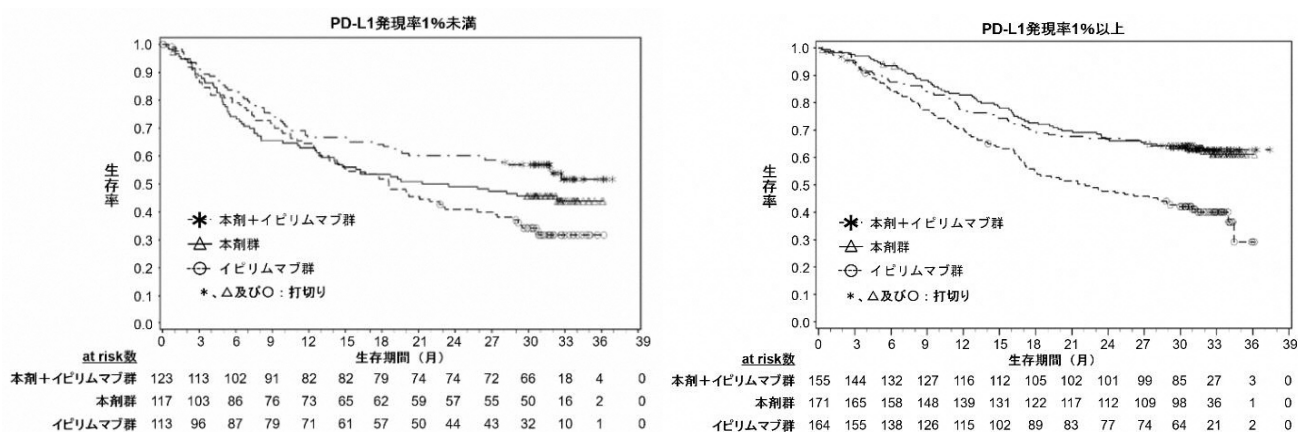 PD-L1発現率1%未満
1.0
0.9
0.8
0.7
0.6
0.5
0.4
0.3
0.2
0.1
0.0
生存率
本剤+イピリムマブ群
本剤群
イピリムマブ群
*、△及び○:打切り
0 3 6 9 12 15 18 21 24 27 30 33 36 39
生存期間(月)
at risk数
本剤+イピリムマブ群 123 113 102 91 82 82 79 74 74 72 66 18 4 0
本剤群 117 103 86 76 73 65 62 59 57 55 50 16 2 0
イピリムマブ群 113 96 87 79 71 61 57 50 44 43 32 10 1 0
PD-L1発現率1%以上
1.0
0.9
0.8
0.7
0.6
0.5
0.4
0.3
0.2
0.1
0.0
生存率
本剤+イピリムマブ群
本剤群
イピリムマブ群
*、△及び○:打切り
0 3 6 9 12 15 18 21 24 27 30 33 36 39
生存期間(月)
at risk数
本剤+イピリムマブ群 155 144 132 127 116 112 105 102 101 99 85 27 3 0
本剤群 171 165 158 148 139 131 122 117 112 109 98 36 1 0
イピリムマブ群 164 155 138 126 115 102 89 83 77 74 64 21 2 0